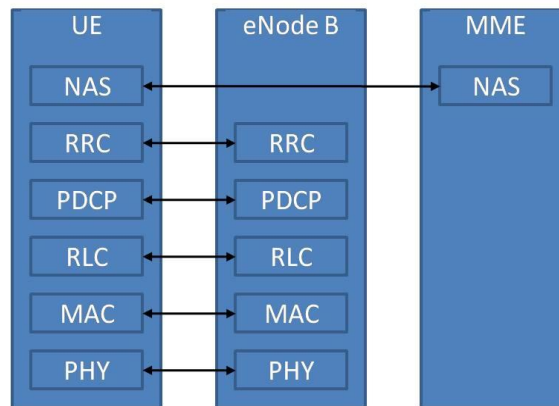 UE eNode B MME
NAS NAS
RRC RRC
PDCP PDCP
RLC RLC
MAC MAC
PHY PHY